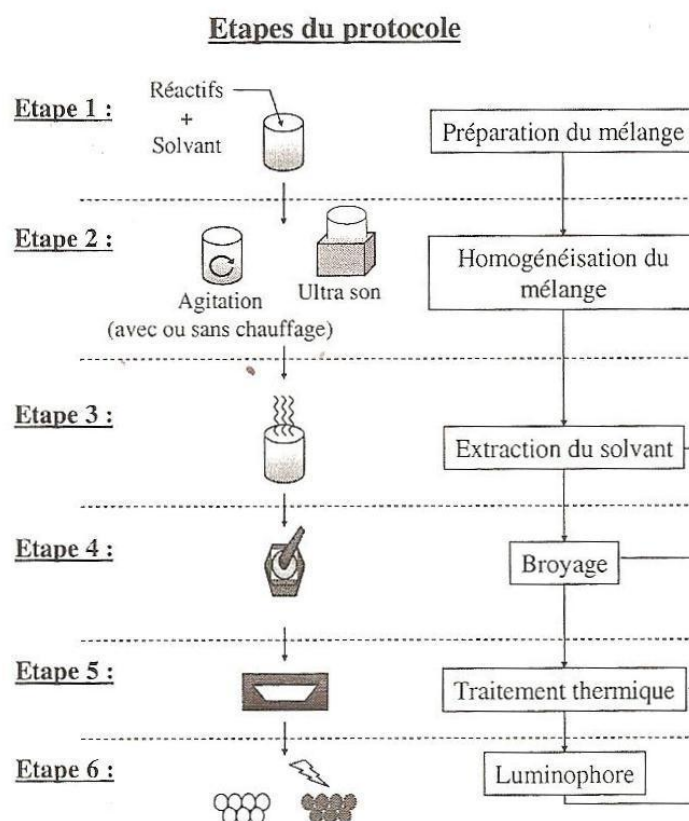 Etapes du protocole
Etape 1 :
Réactifs
+
Solvant
Préparation du mélange
Etape 2 :
Agitation
(avec ou sans chauffage)
Ultra son
Homogénéisation du
mélange
Etape 3 :
Extraction du solvant
Etape 4 :
Broyage
Etape 5 :
Traitement thermique
Etape 6 :
Luminophore